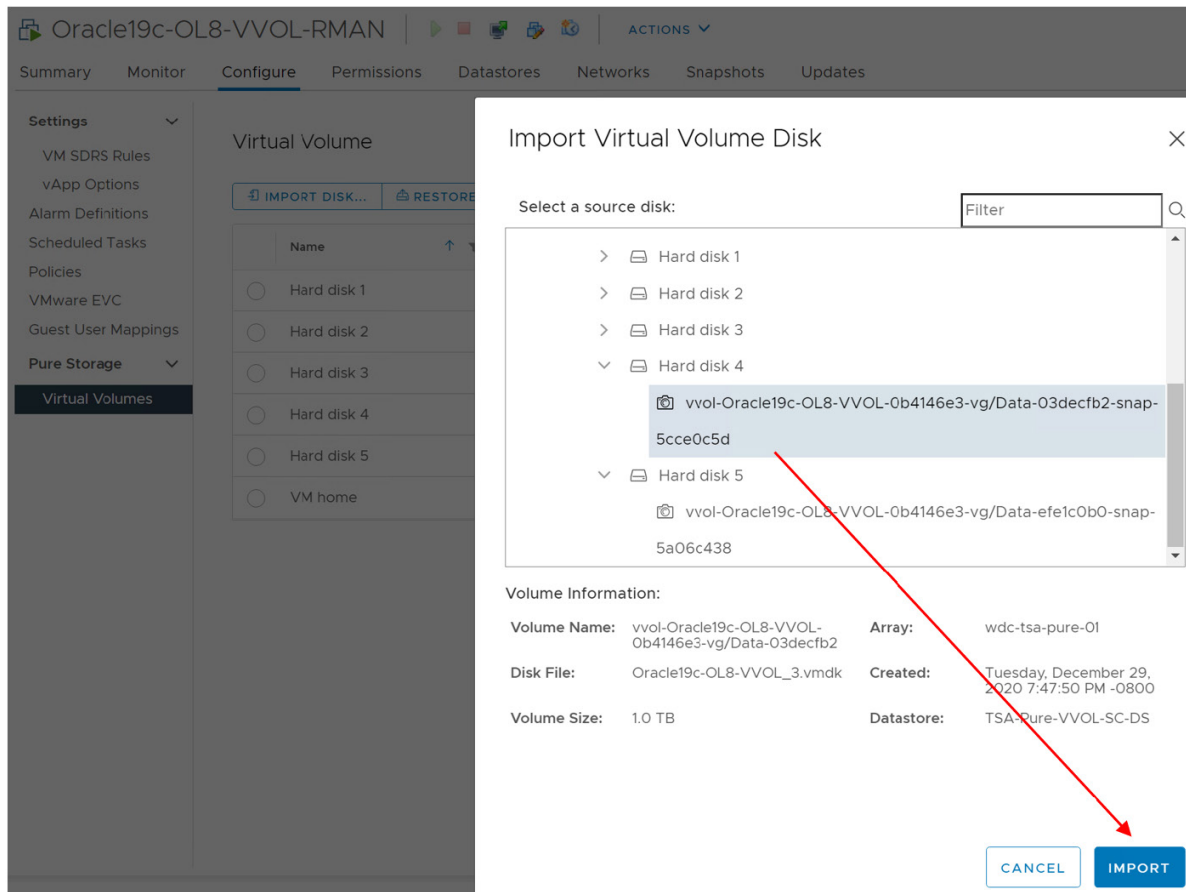 Oracle19c-OL8-VVOL-RMAN
ACTIONS
Summary Monitor Configure Permissions Datastores Networks Snapshots Updates
Settings
VM SDRS Rules
vApp Options
Alarm Definitions
Scheduled Tasks
Policies
VMware EVC
Guest User Mappings
Pure Storage
Virtual Volumes
Virtual Volume
IMPORT DISK... RESTORE
Name
Hard disk 1
Hard disk 2
Hard disk 3
Hard disk 4
Hard disk 5
VM home
Import Virtual Volume Disk
Select a source disk:
Filter
Hard disk 1
Hard disk 2
Hard disk 3
Hard disk 4
vvol-Oracle19c-OL8-VVOL-0b4146e3-vg/Data-03decfb2-snap-
5cce0c5d
Hard disk 5
vvol-Oracle19c-OL8-VVOL-0b4146e3-vg/Data-efe1c0b0-snap-
5a06c438
Volume Information:
Volume Name: vvol-Oracle19c-OL8-VVOL-
0b4146e3-vg/Data-03decfb2
Array: wdc-tsa-pure-01
Disk File: Oracle19c-OL8-VVOL_3.vmdk
Created: Tuesday, December 29,
2020 7:47:50 PM -0800
Volume Size: 1.0 TB
Datastore: TSA-Pure-VVOL-SC-DS
CANCEL IMPORT